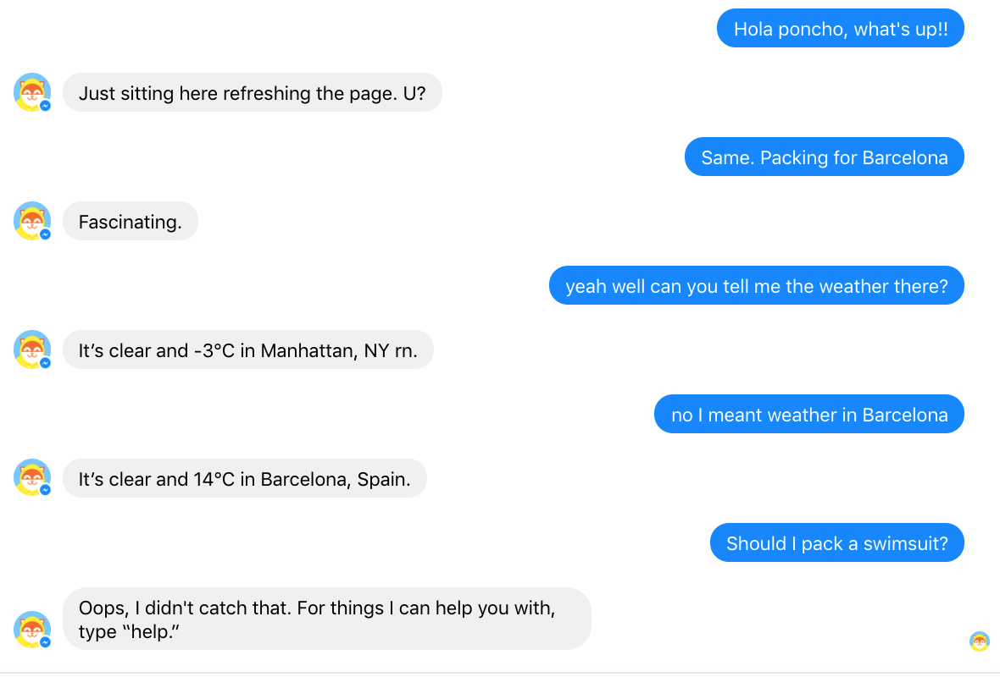 Hola poncho, what's up!!
Just sitting here refreshing the page. U?
Same. Packing for Barcelona
Fascinating.
yeah well can you tell me the weather there?
It’s clear and -3°C in Manhattan, NY rn.
no I meant weather in Barcelona
It’s clear and 14°C in Barcelona, Spain.
Should I pack a swimsuit?
Oops, I didn't catch that. For things I can help you with,
type “help.”